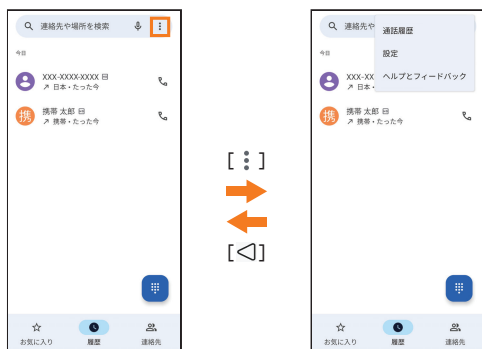 連絡先や場所を検索
今日
XXX-XXXX-XXXX
日本・たった今
携
携帯 太郎
携帯・たった今
お気に入り
履歴
連絡先
[ ⋮ ]
[◁]
連絡先や
通話履歴
設定
ヘルプとフィードバック
今日
XXX-XX
日本・
携
携帯 太郎
携帯・たった今
お気に入り
履歴
連絡先